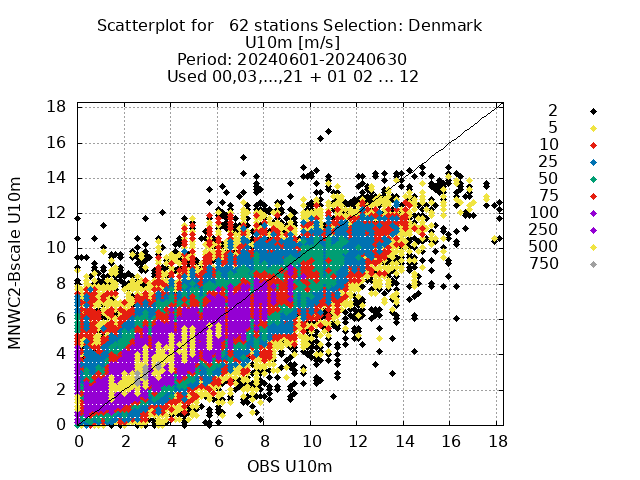 Scatterplot for   62 stations Selection: Denmark
U10m [m/s]
Period: 20240601-20240630
Used 00,03,...,21 + 01 02 ... 12
2
5
10
25
50
75
100
250
500
750
18
16
14
12
10
8
6
4
2
0
MNWC2-Bscale U10m
0 2 4 6 8 10 12 14 16 18
OBS U10m